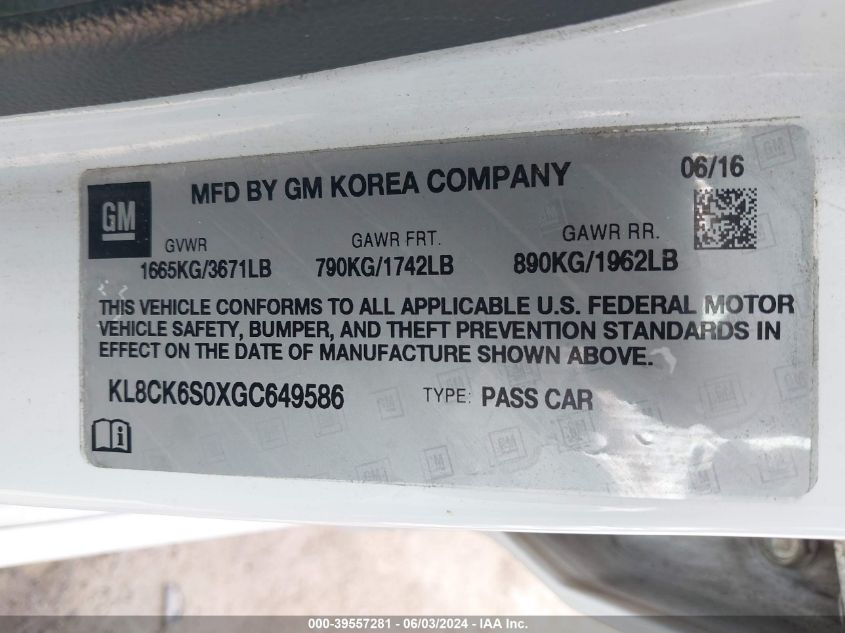 MFD BY GM KOREA COMPANY
06/16
GM
GVWR
GAWR FRT.
GAWR RR.
1665KG/3671LB
790KG/1742LB
890KG/1962LB
THIS VEHICLE CONFORMS TO ALL APPLICABLE U.S. FEDERAL MOTOR
VEHICLE SAFETY, BUMPER, AND THEFT PREVENTION STANDARDS IN
EFFECT ON THE DATE OF MANUFACTURE SHOWN ABOVE.
KL8CK6S0XGC649586
TYPE: PASS CAR
000-39557281 - 06/03/2024 - IAA Inc.